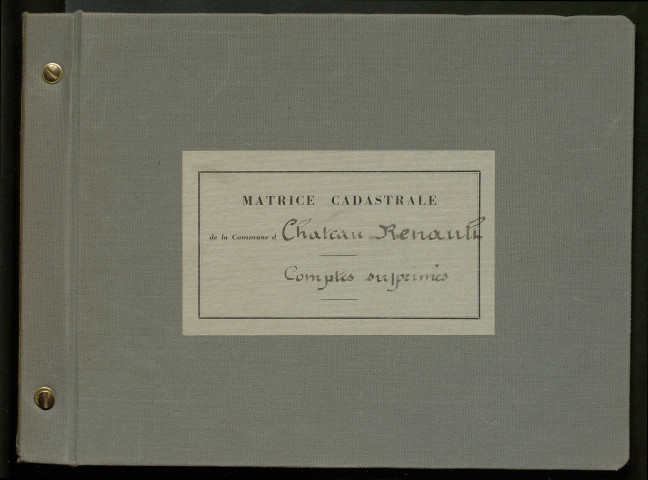 MATRICE CADASTRALE
de la Commune d Chateau-Renault
Comptes supprimés